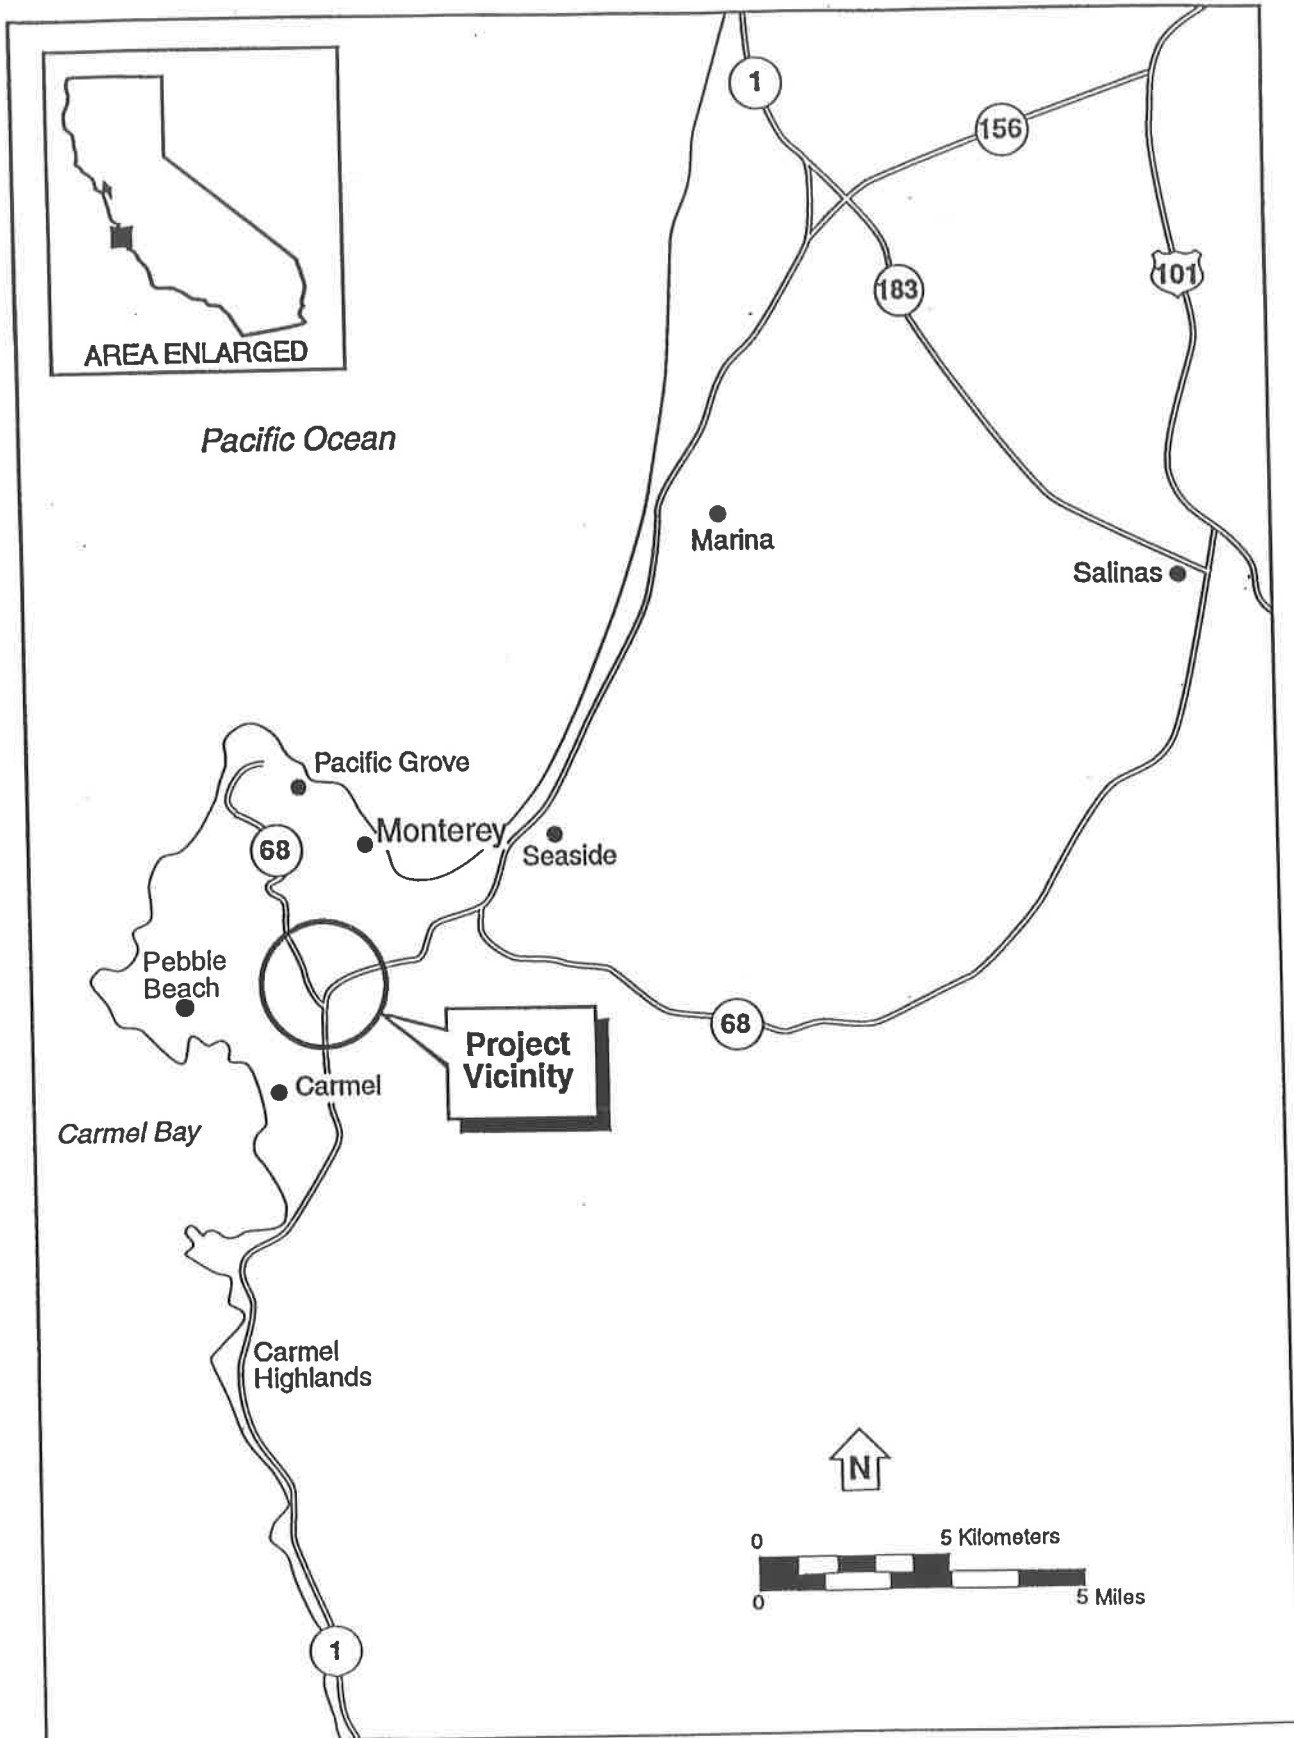 1
156
101
183
AREA ENLARGED
Pacific Ocean
Marina
Salinas
Pacific Grove
Monterey
Seaside
68
Pebble
Beach
68
Project
Vicinity
Carmel
Carmel Bay
Carmel
Highlands
N
0 5 Kilometers
0 5 Miles
1